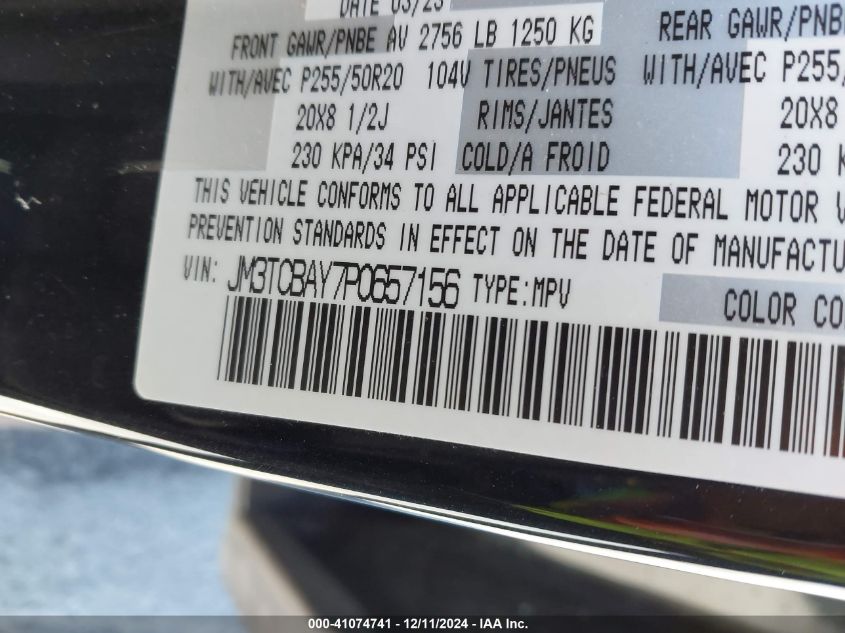 DATE 03/23
FRONT GAWR/PNBE AV 2756 LB 1250 KG REAR GAWR/PNB
WITH/AVEC P255/50R20 104V TIRES/PNEUS WITH/AVEC P255/
20X8 1/2J RIMS/JANTES 20X8
230 KPA/34 PSI COLD/A FROID 230 K
THIS VEHICLE CONFORMS TO ALL APPLICABLE FEDERAL MOTOR V
PREVENTION STANDARDS IN EFFECT ON THE DATE OF MANUFACTU
VIN: JM3TCBAY7P0657156 TYPE:MPV COLOR CO
000-41074741 - 12/11/2024 - IAA Inc.